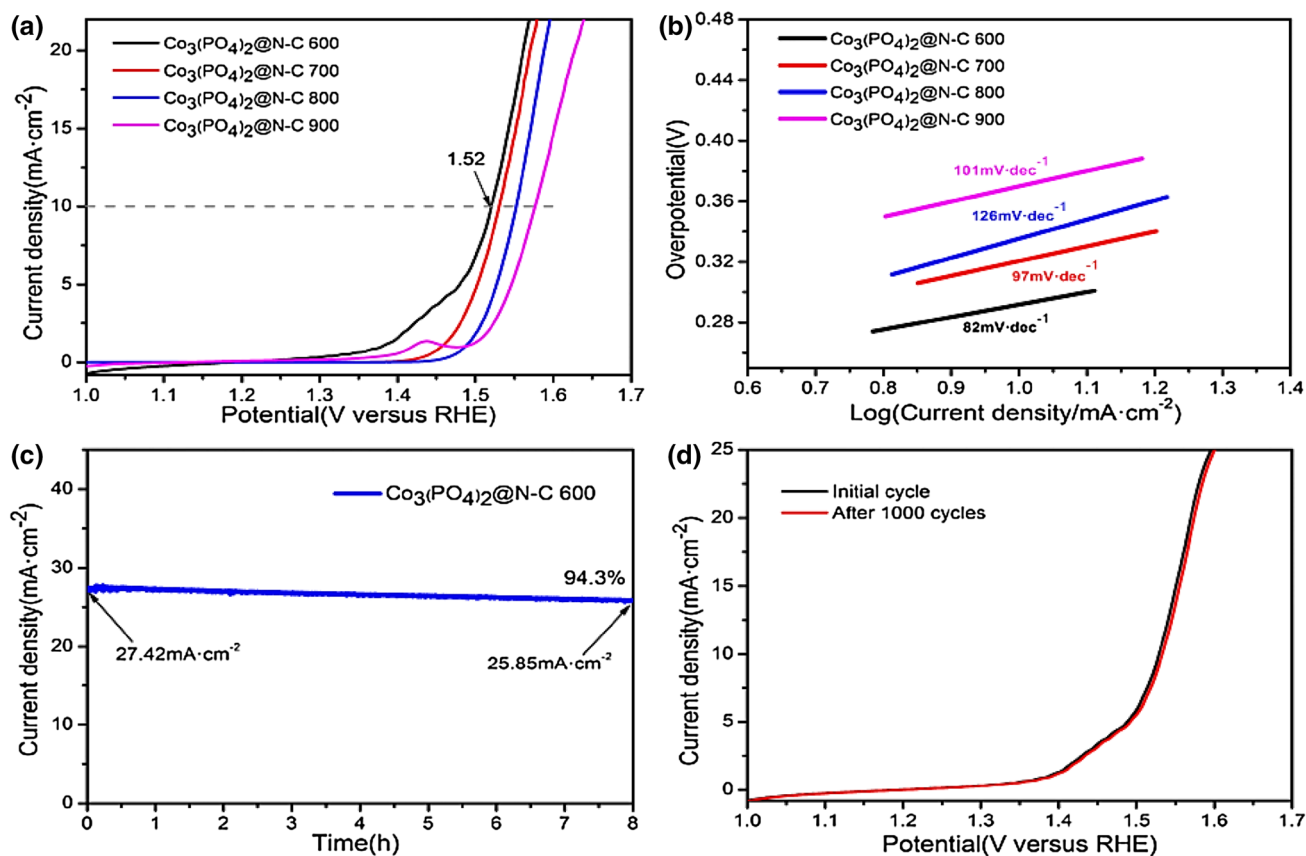 (a)
Co3(PO4)2@N-C 600
Co3(PO4)2@N-C 700
Co3(PO4)2@N-C 800
Co3(PO4)2@N-C 900
1.52
20
15
10
5
0
Current density(mA·cm-2)
1.0 1.1 1.2 1.3 1.4 1.5 1.6 1.7
Potential(V versus RHE)
(b)
Co3(PO4)2@N-C 600
Co3(PO4)2@N-C 700
Co3(PO4)2@N-C 800
Co3(PO4)2@N-C 900
101mV·dec-1
126mV·dec-1
97mV·dec-1
82mV·dec-1
0.48
0.44
0.40
0.36
0.32
0.28
Overpotential(V)
0.6 0.7 0.8 0.9 1.0 1.1 1.2 1.3 1.4
Log(Current density/mA·cm-2)
(c)
Co3(PO4)2@N-C 600
94.3%
27.42mA·cm-2
25.85mA·cm-2
40
30
20
10
0
Current density(mA·cm-2)
0 1 2 3 4 5 6 7 8
Time(h)
(d)
Initial cycle
After 1000 cycles
25
20
15
10
5
0
Current density(mA·cm-2)
1.0 1.1 1.2 1.3 1.4 1.5 1.6 1.7
Potential(V versus RHE)